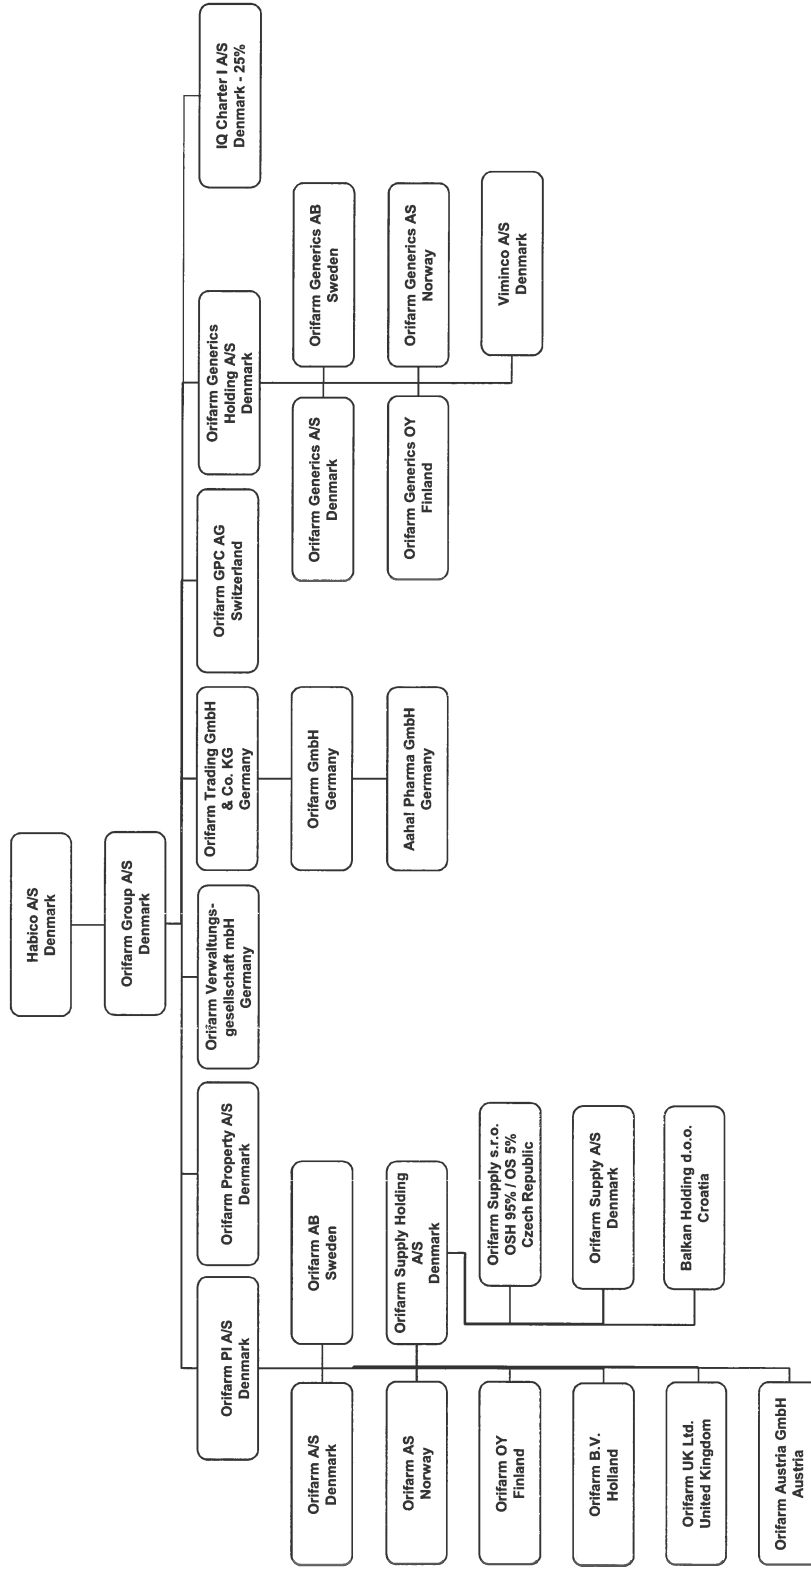 Habico A/S
Denmark
Orifarm Group A/S
Denmark
Orifarm PI A/S
Denmark
Orifarm Property A/S
Denmark
Orifarm Verwaltungs-
gesellschaft mbH
Germany
Orifarm Trading GmbH
& Co. KG
Germany
Orifarm GPC AG
Switzerland
Orifarm Generics
Holding A/S
Denmark
IQ Charter I A/S
Denmark - 25%
Orifarm A/S
Denmark
Orifarm AB
Sweden
Orifarm GmbH
Germany
Orifarm Generics A/S
Denmark
Orifarm Generics AB
Sweden
Orifarm AS
Norway
Orifarm Supply Holding
A/S
Denmark
Aaha! Pharma GmbH
Germany
Orifarm Generics OY
Finland
Orifarm Generics AS
Norway
Orifarm OY
Finland
Orifarm Supply s.r.o.
OSH 95% / OS 5%
Czech Republic
Viminco A/S
Denmark
Orifarm B.V.
Holland
Orifarm Supply A/S
Denmark
Orifarm UK Ltd.
United Kingdom
Balkan Holding d.o.o.
Croatia
Orifarm Austria GmbH
Austria